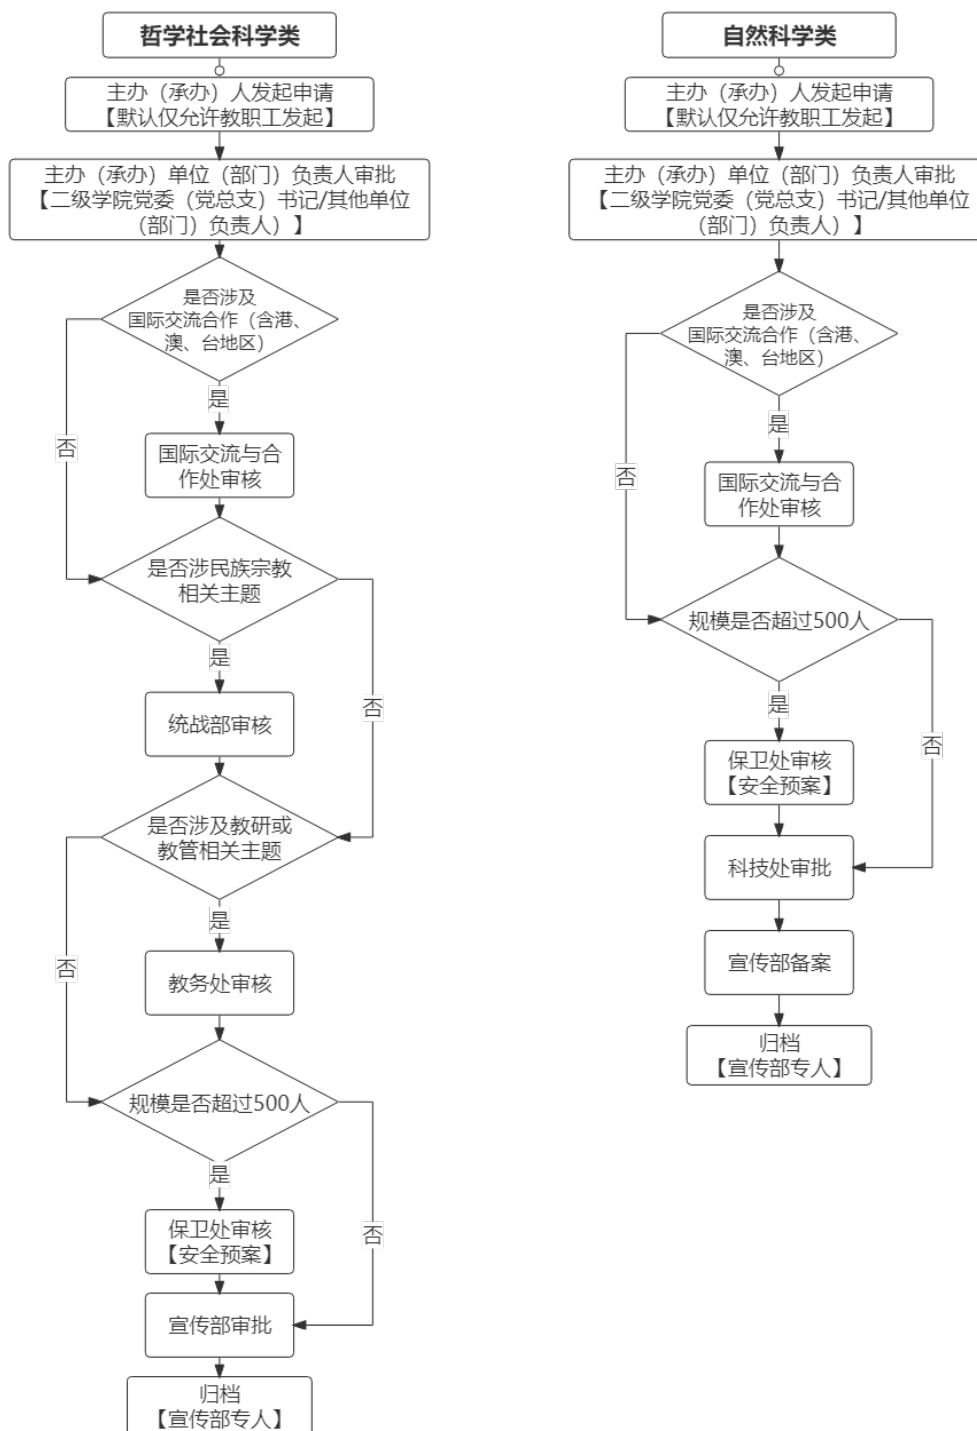 哲学社会科学类
主办（承办）人发起申请
【默认仅允许教职工发起】
主办（承办）单位（部门）负责人审批
【二级学院党委（党总支）书记/其他单位
（部门）负责人）】
是否涉及
国际交流合作（含港、
澳、台地区）
是
否
国际交流与合
作处审核
是否涉民族宗教
相关主题
是
否
统战部审核
是否涉及教研或
教管相关主题
是
否
教务处审核
规模是否超过500人
是
否
保卫处审核
【安全预案】
宣传部审批
归档
【宣传部专人】
自然科学类
主办（承办）人发起申请
【默认仅允许教职工发起】
主办（承办）单位（部门）负责人审批
【二级学院党委（党总支）书记/其他单位
（部门）负责人）】
是否涉及
国际交流合作（含港、
澳、台地区）
是
否
国际交流与合
作处审核
规模是否超过500人
是
否
保卫处审核
【安全预案】
科技处审批
宣传部备案
归档
【宣传部专人】